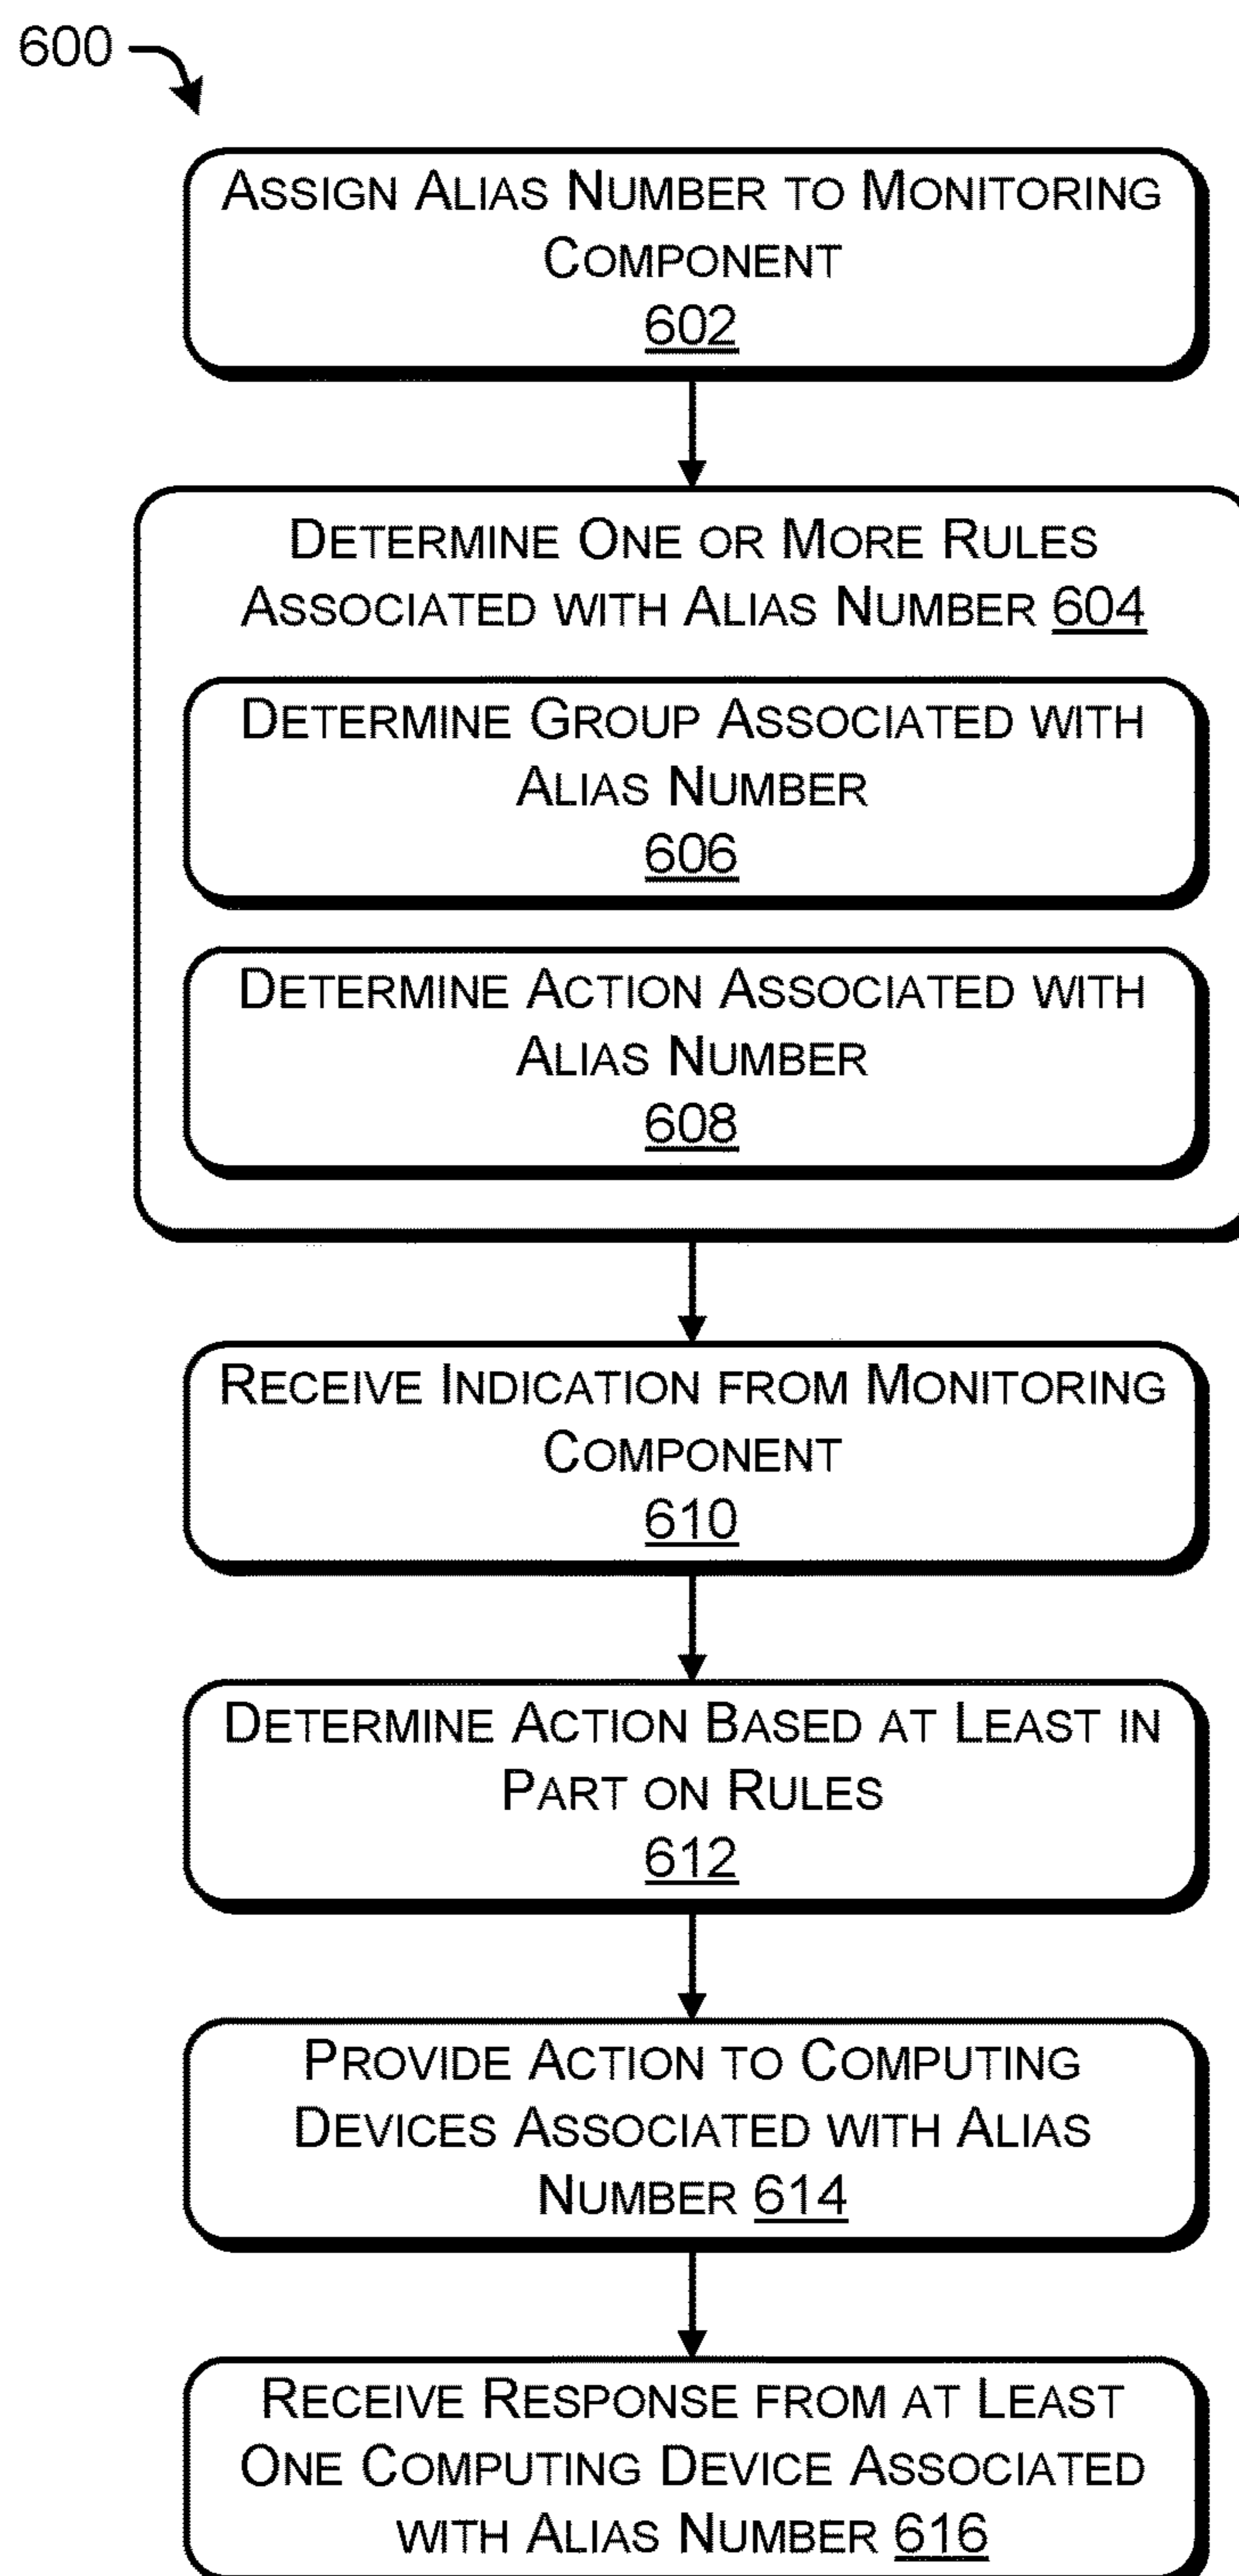 600
ASSIGN ALIAS NUMBER TO MONITORING
COMPONENT
602
DETERMINE ONE OR MORE RULES
ASSOCIATED WITH ALIAS NUMBER 604
DETERMINE GROUP ASSOCIATED WITH
ALIAS NUMBER
606
DETERMINE ACTION ASSOCIATED WITH
ALIAS NUMBER
608
RECEIVE INDICATION FROM MONITORING
COMPONENT
610
DETERMINE ACTION BASED AT LEAST IN
PART ON RULES
612
PROVIDE ACTION TO COMPUTING
DEVICES ASSOCIATED WITH ALIAS
NUMBER 614
RECEIVE RESPONSE FROM AT LEAST
ONE COMPUTING DEVICE ASSOCIATED
WITH ALIAS NUMBER 616